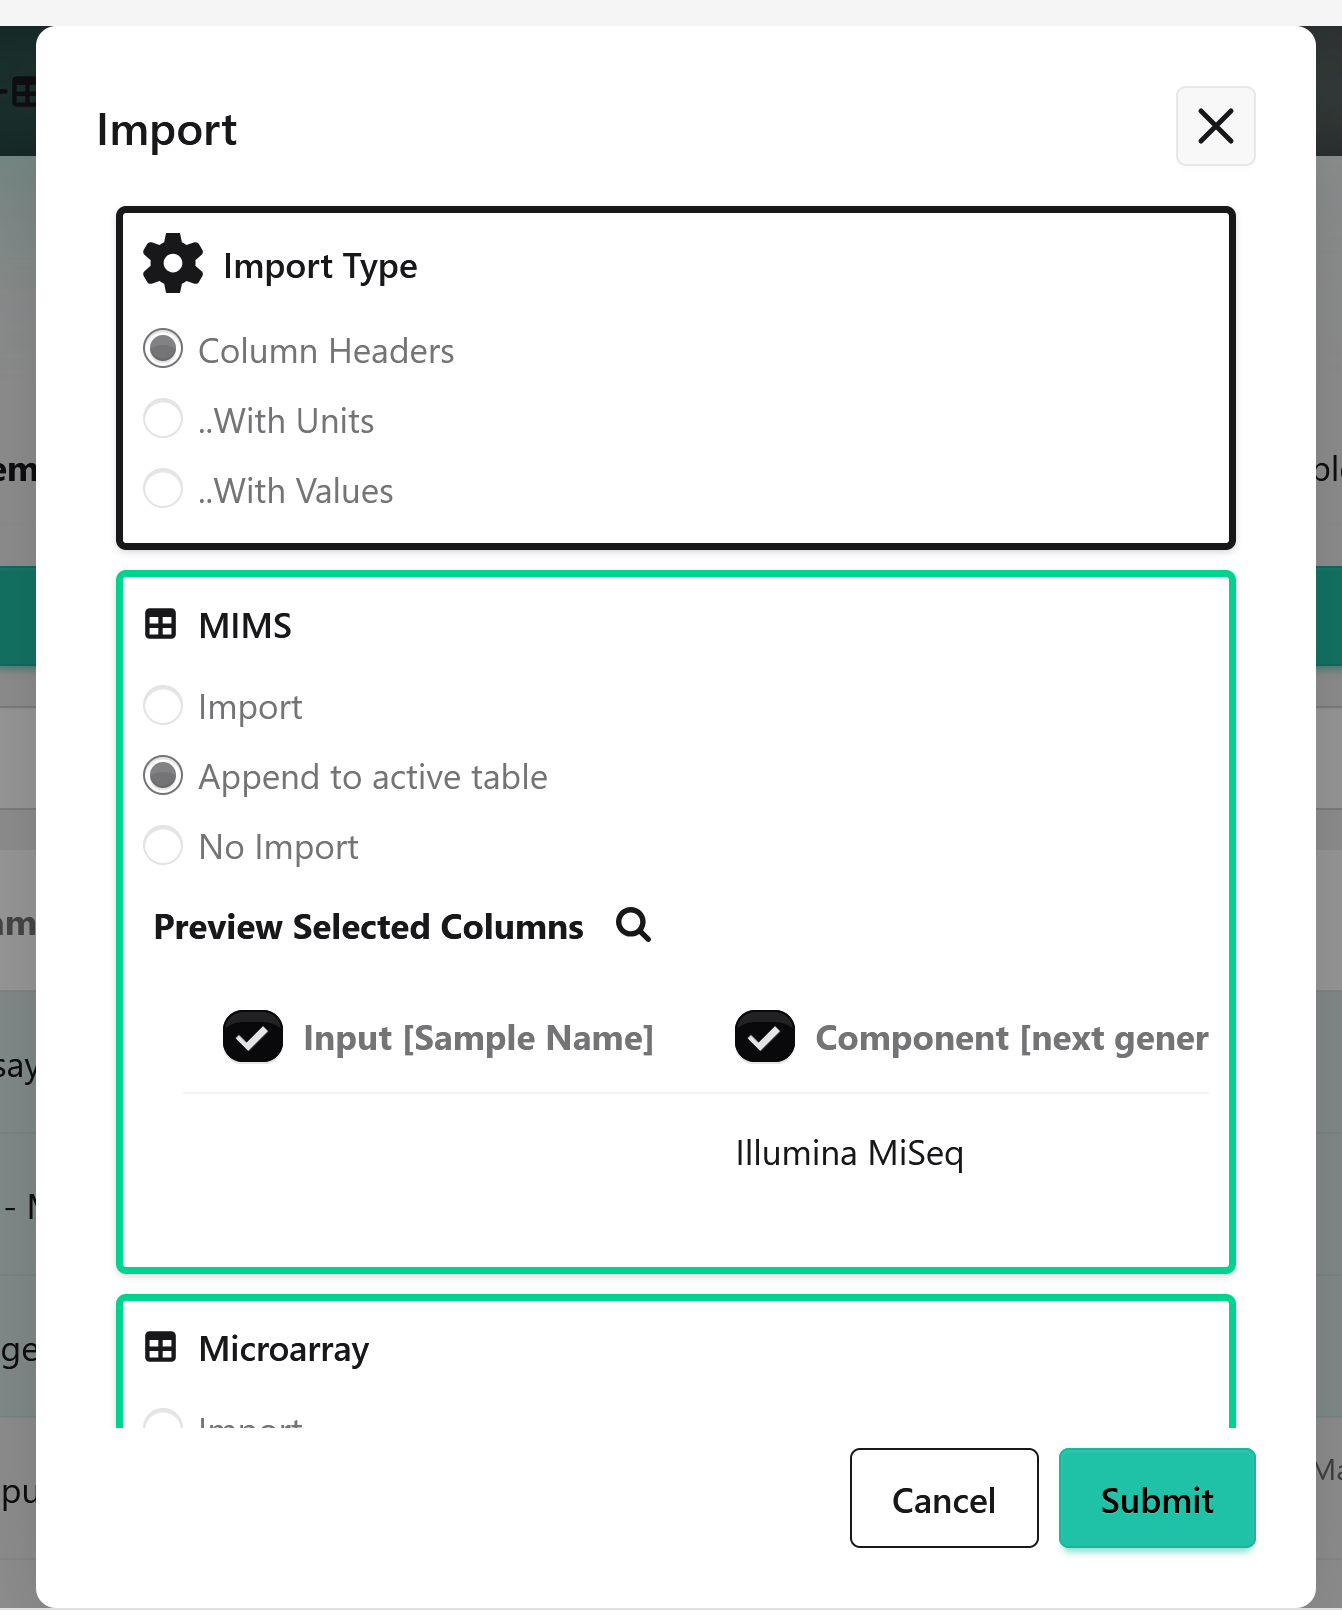 Import
Import Type
Column Headers
..With Units
..With Values
MIMS
Import
Append to active table
No Import
Preview Selected Columns
Input [Sample Name] Component [next gener
Illumina MiSeq
Microarray
Import
Cancel Submit